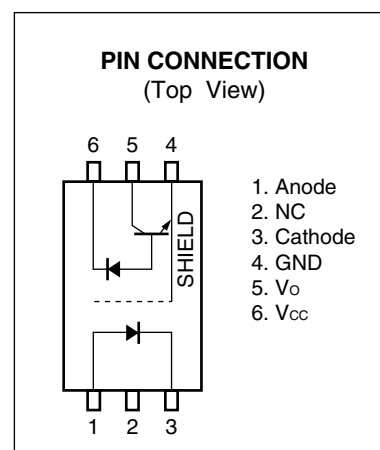 PIN CONNECTION
(Top View)
6 5 4
SHIELD
1 2 3
1. Anode
2. NC
3. Cathode
4. GND
5. Vo
6. Vcc